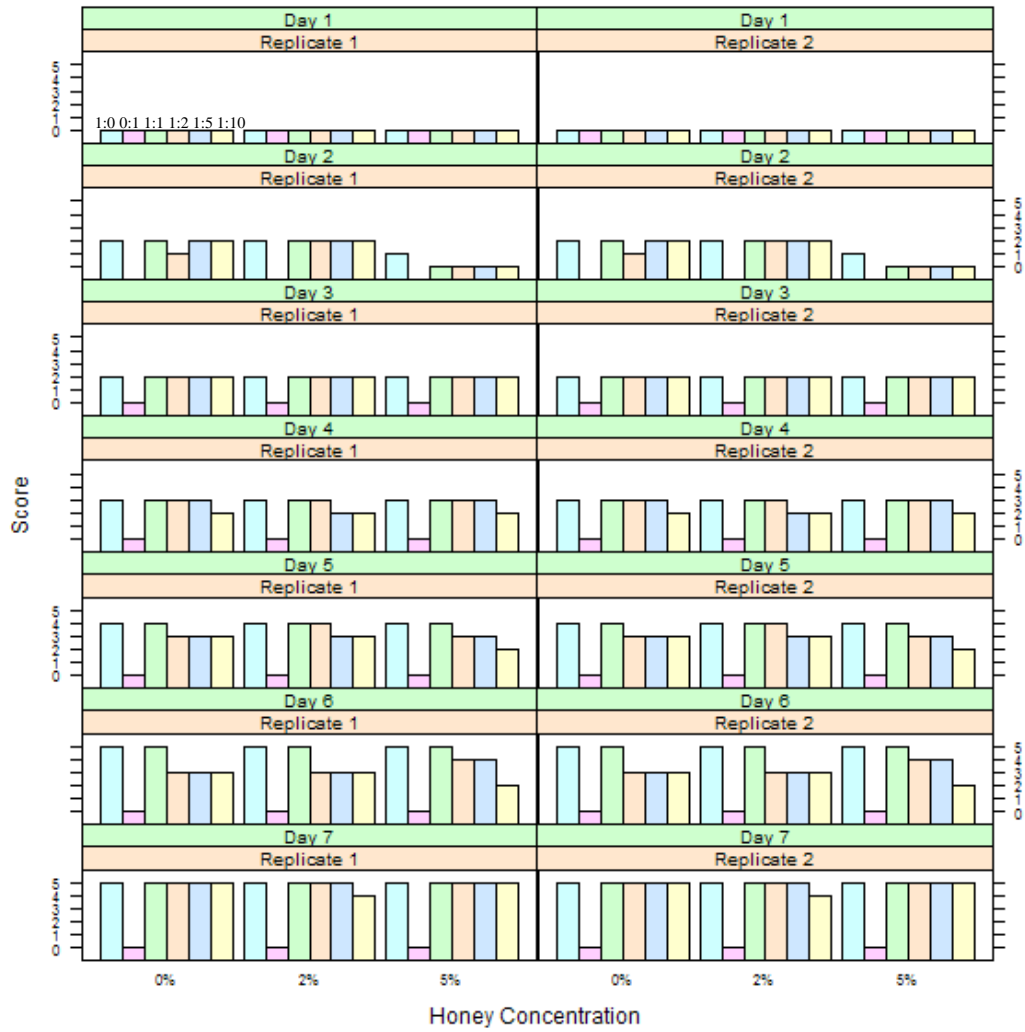 Day 1 Day 1
Replicate 1 Replicate 2
5
4
3
2
1
0
1:0 0:1 1:1 1:2 1:5 1:10
Day 2 Day 2
Replicate 1 Replicate 2
5
4
3
2
1
0
Day 3 Day 3
Replicate 1 Replicate 2
5
4
3
2
1
0
Day 4 Day 4
Replicate 1 Replicate 2
5
4
3
2
1
0
Score
Day 5 Day 5
Replicate 1 Replicate 2
5
4
3
2
1
0
Day 6 Day 6
Replicate 1 Replicate 2
5
4
3
2
1
0
Day 7 Day 7
Replicate 1 Replicate 2
5
4
3
2
1
0
0% 2% 5% 0% 2% 5%
Honey Concentration